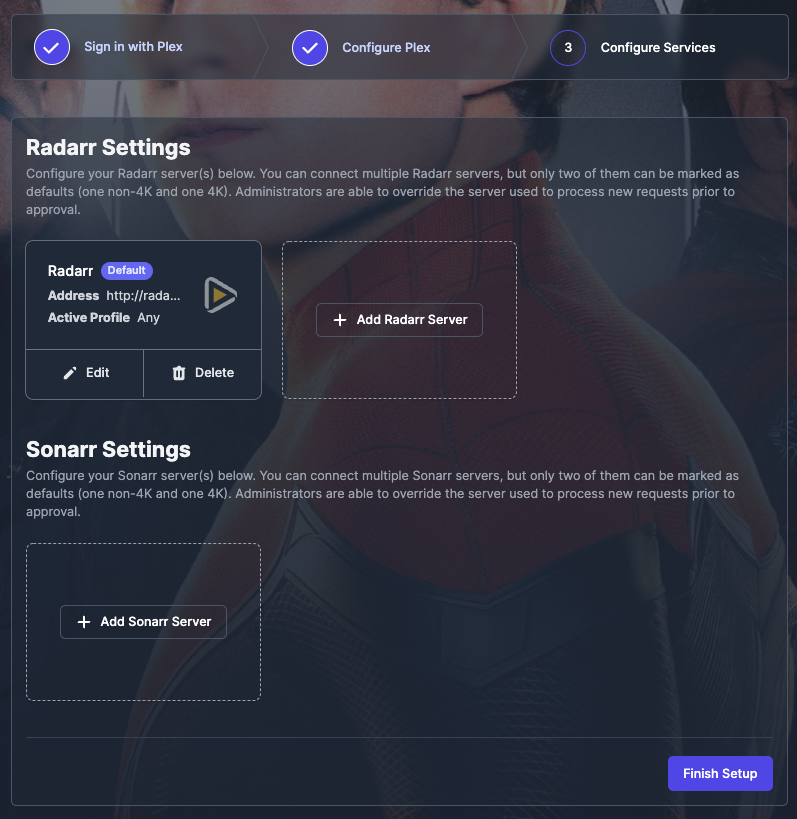 Sign in with Plex
Configure Plex
3 Configure Services
Radarr Settings
Configure your Radarr server(s) below. You can connect multiple Radarr servers, but only two of them can be marked as
defaults (one non-4K and one 4K). Administrators are able to override the server used to process new requests prior to
approval.
Radarr Default
Address http://rada...
Active Profile Any
Edit
Delete
Add Radarr Server
Sonarr Settings
Configure your Sonarr server(s) below. You can connect multiple Sonarr servers, but only two of them can be marked as
defaults (one non-4K and one 4K). Administrators are able to override the server used to process new requests prior to
approval.
Add Sonarr Server
Finish Setup